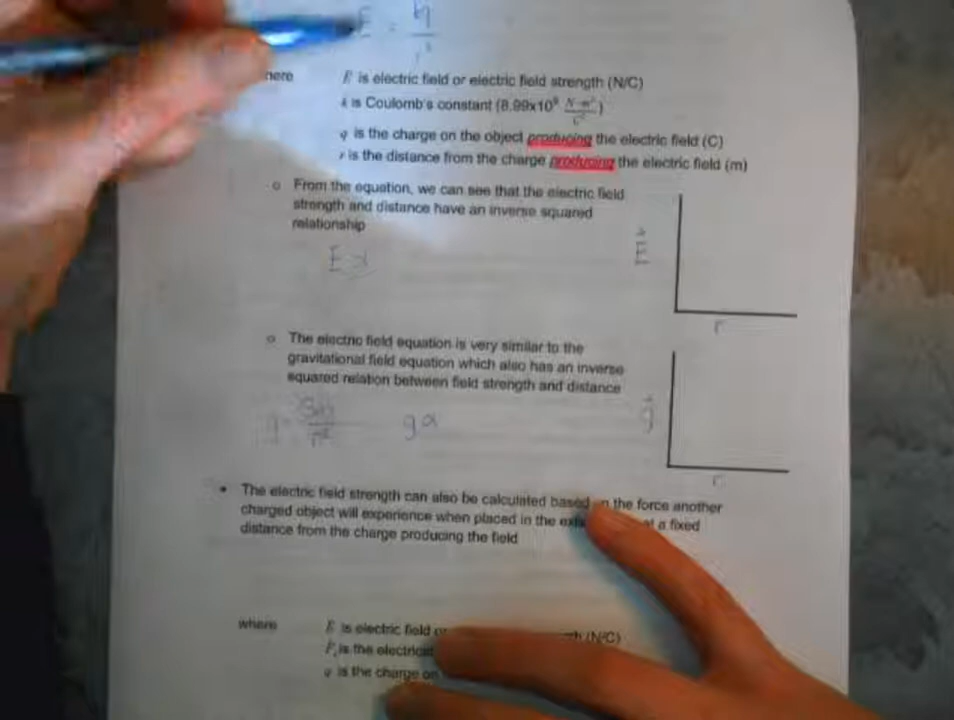 E = kq
r²
here E is electric field or electric field strength (N/C)
k is Coulomb's constant (8.99x10⁹ N·m²/C²)
q is the charge on the object producing the electric field (C)
r is the distance from the charge producing the electric field (m)
o From the equation, we can see that the electric field
strength and distance have an inverse squared
relationship
E
E
r
o The electric field equation is very similar to the
gravitational field equation which also has an inverse
squared relation between field strength and distance
g = Gm
r²
g α
g
r
• The electric field strength can also be calculated based on the force another
charged object will experience when placed in the at a fixed
distance from the charge producing the field
where E is electric field or (N/C)
is the electrical
q is the charge on